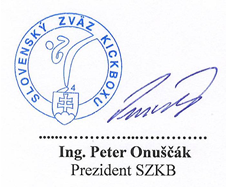 SLOVENSKÝ ZVÄZ KICKBOXU
Ing. Peter Onuščák
Prezident SZKB